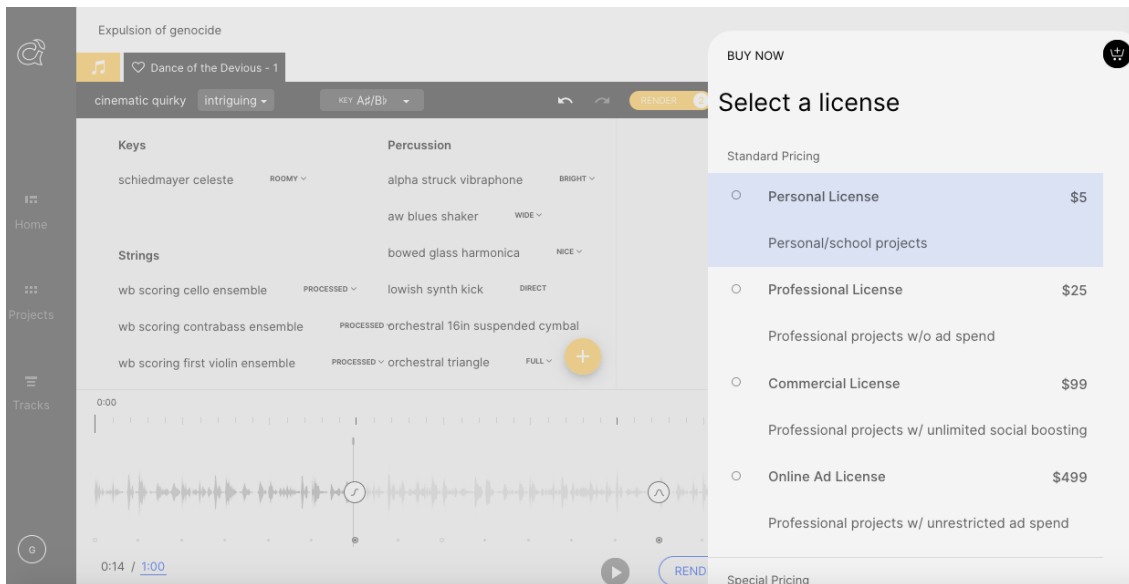 Expulsion of genocide
Dance of the Devious - 1
cinematic quirky intriguing KEY A♯/B♭
RENDER
Home
Projects
Tracks
G
Keys
schiedmayer celeste ROOMY
Strings
wb scoring cello ensemble PROCESSED
wb scoring contrabass ensemble PROCESSED
wb scoring first violin ensemble PROCESSED
Percussion
alpha struck vibraphone BRIGHT
aw blues shaker WIDE
bowed glass harmonica NICE
lowish synth kick DIRECT
orchestral 16in suspended cymbal
orchestral triangle FULL
0:00
0:14 / 1:00
REND
BUY NOW
Select a license
Standard Pricing
Personal License $5
Personal/school projects
Professional License $25
Professional projects w/o ad spend
Commercial License $99
Professional projects w/ unlimited social boosting
Online Ad License $499
Professional projects w/ unrestricted ad spend
Special Pricing